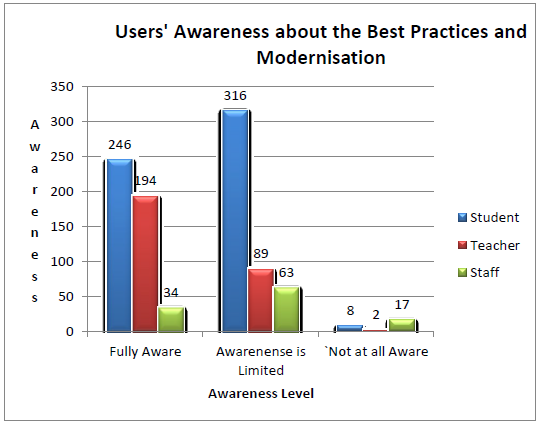 Users' Awareness about the Best Practices and
Modernisation
350
300
250
200
150
100
50
0
Awareness
246
194
34
316
89
63
8
2
17
Fully Aware
Awarenense is
Limited
`Not at all Aware
Awareness Level
Student
Teacher
Staff